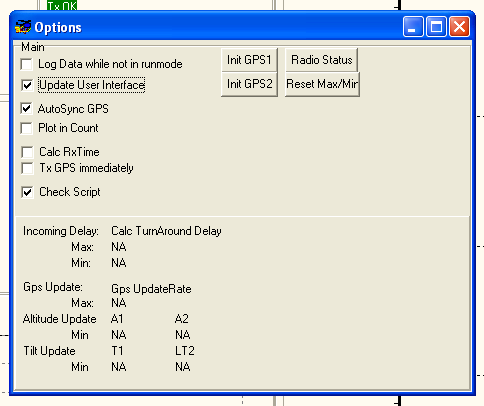 Tx OK
Options
Main
Log Data while not in runmode
Init GPS1 Radio Status
Update User Interface
Init GPS2 Reset Max/Min
AutoSync GPS
Plot in Count
Calc RxTime
Tx GPS immediately
Check Script
Incoming Delay: Calc TurnAround Delay
Max: NA
Min: NA
Gps Update: Gps UpdateRate
Max: NA
Altitude Update A1 A2
Min NA NA
Tilt Update T1 LT2
Min NA NA